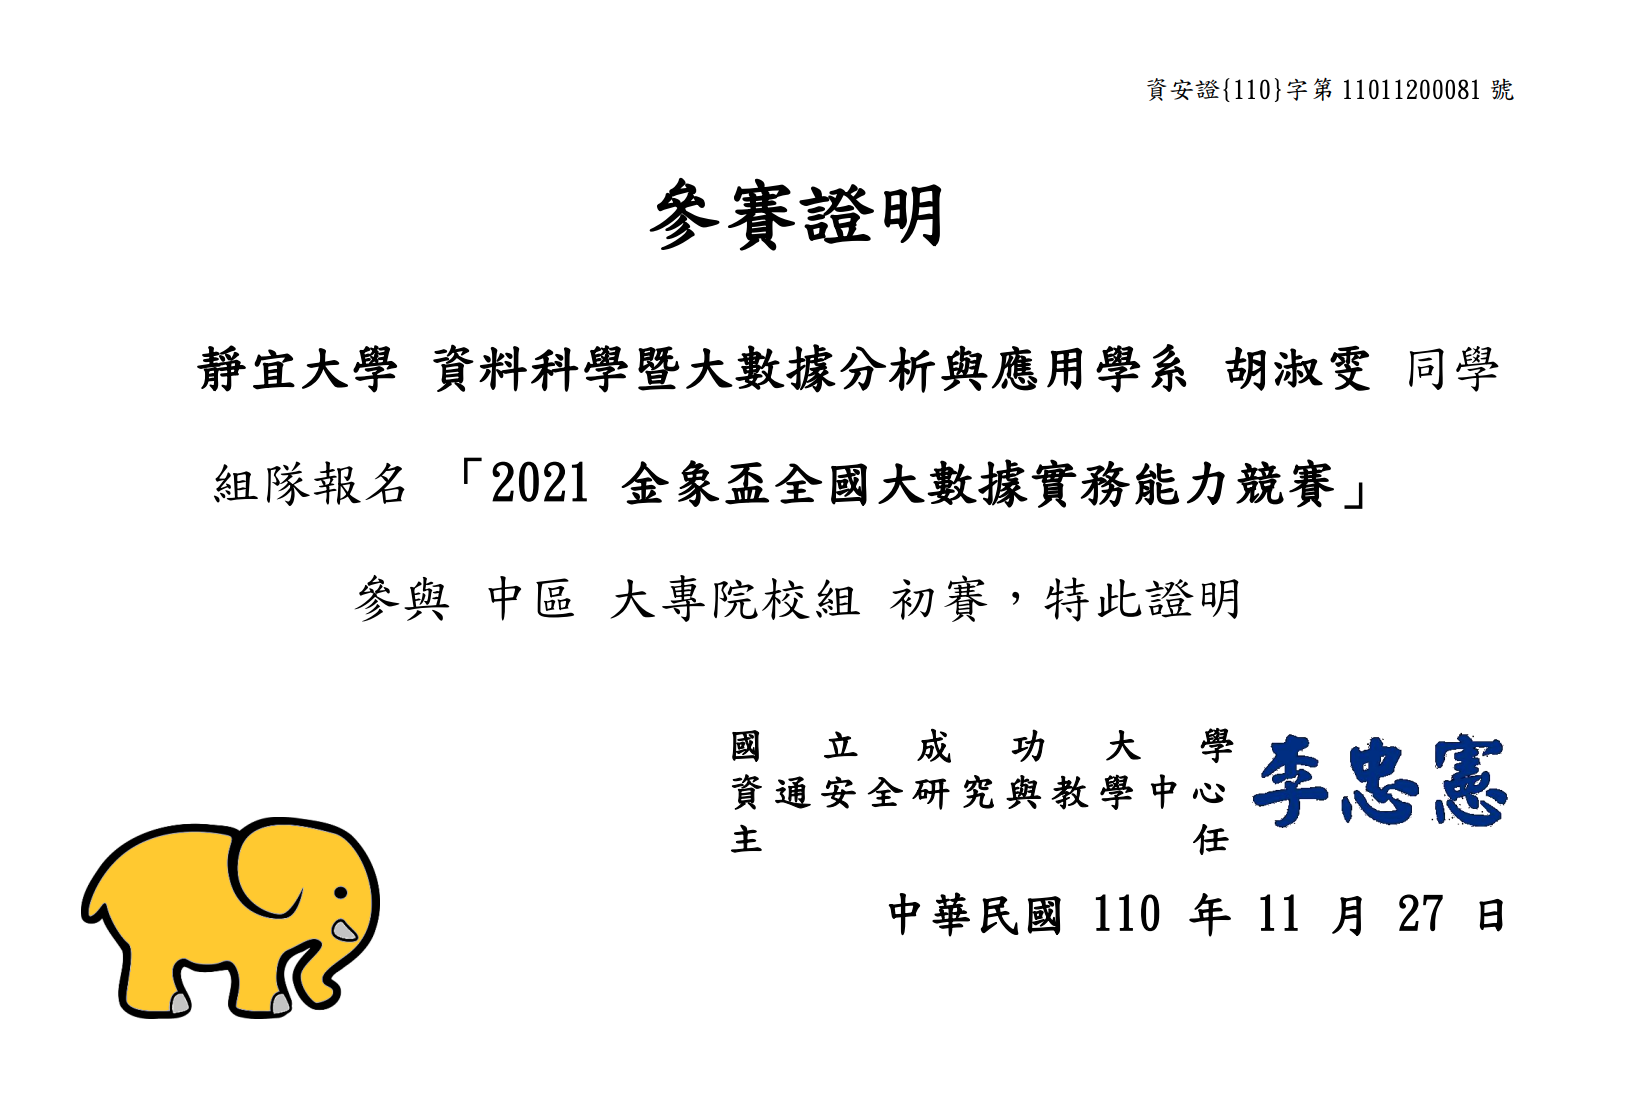 資安證{110}字第 11011200081 號
參賽證明
靜宜大學 資料科學暨大數據分析與應用學系 胡淑雯 同學
組隊報名 「2021 金象盃全國大數據實務能力競賽」
參與 中區 大專院校組 初賽，特此證明
國立成功大學
資通安全研究與教學中心
主任
李忠憲
中華民國 110 年 11 月 27 日